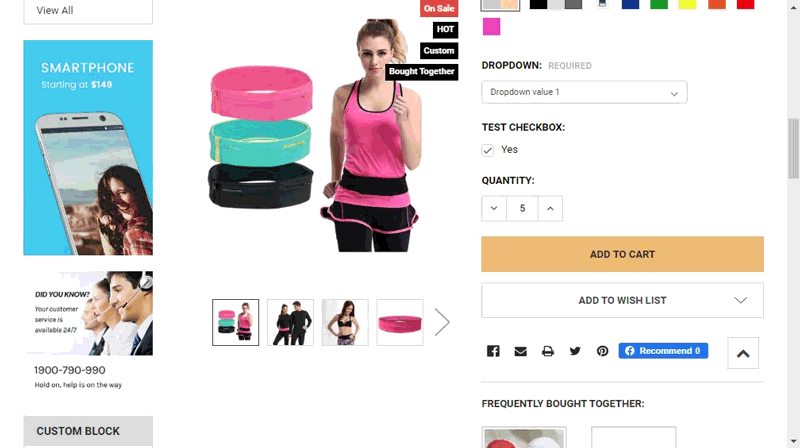 View All
SMARTPHONE
Starting at $149
DID YOU KNOW?
Your customer
service is
available 24/7
1900-790-990
Hold on, help is on the way
CUSTOM BLOCK
On Sale
HOT
Custom
Bought Together
DROPDOWN: REQUIRED
Dropdown value 1
TEST CHECKBOX:
Yes
QUANTITY:
5
ADD TO CART
ADD TO WISH LIST
Recommend 0
FREQUENTLY BOUGHT TOGETHER: